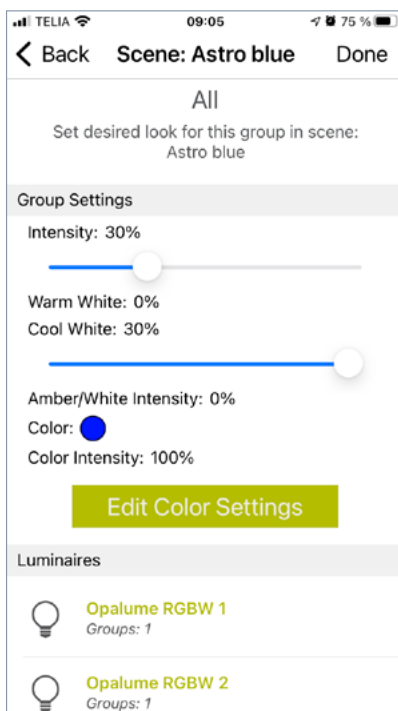 TELIA 09:05 75 %
Back Scene: Astro blue Done
All
Set desired look for this group in scene:
Astro blue
Group Settings
Intensity: 30%
Warm White: 0%
Cool White: 30%
Amber/White Intensity: 0%
Color:
Color Intensity: 100%
Edit Color Settings
Luminaires
Opalume RGBW 1
Groups: 1
Opalume RGBW 2
Groups: 1